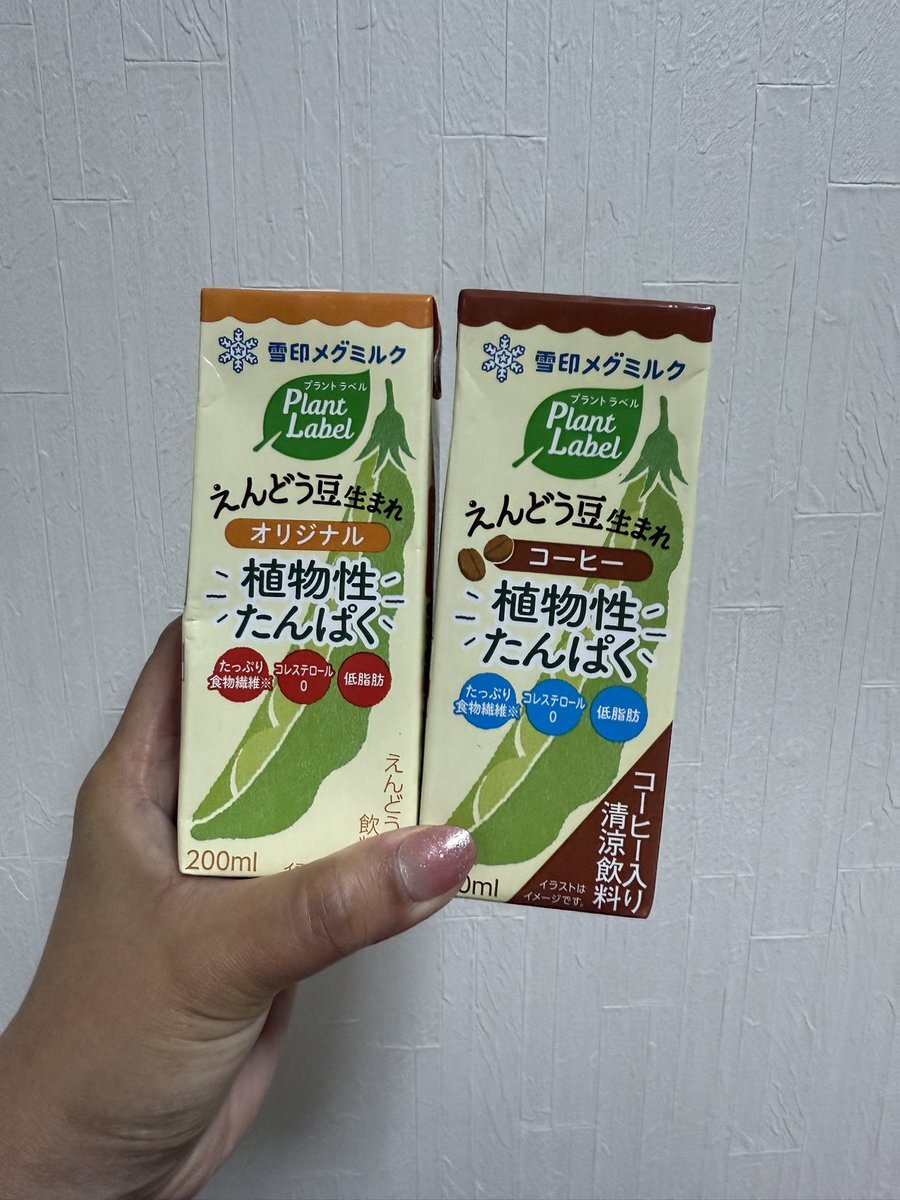 雪印メグミルク
プラントラベル
Plant
Label
えんどう豆生まれ
オリジナル
植物性
たんぱく
たっぷり
食物繊維※
コレステロール
0
低脂肪
えんどう
飲料
200ml
雪印メグミルク
プラントラベル
Plant
Label
えんどう豆生まれ
コーヒー
植物性
たんぱく
たっぷり
食物繊維※
コレステロール
0
低脂肪
コーヒー入り
清涼飲料
イラストは
イメージです。